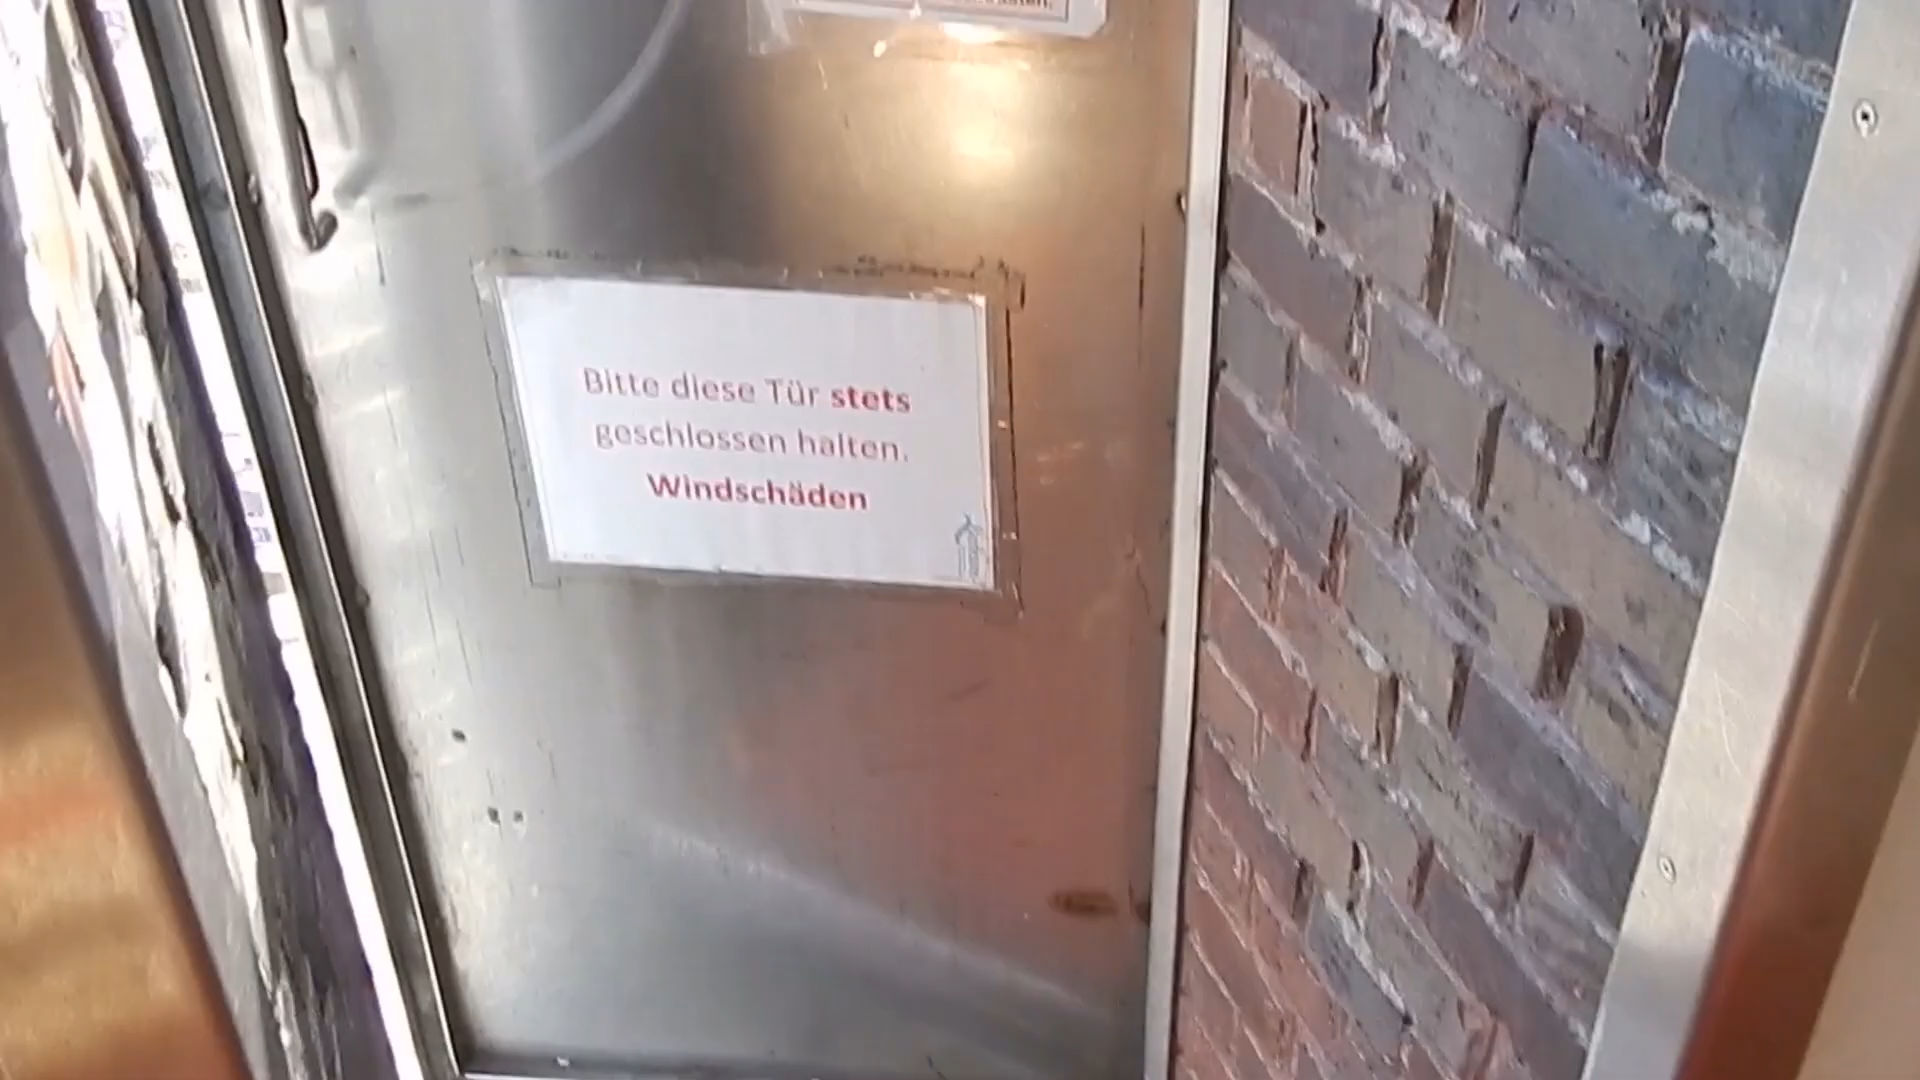 Bitte diese Tür stets
geschlossen halten.
Windschäden